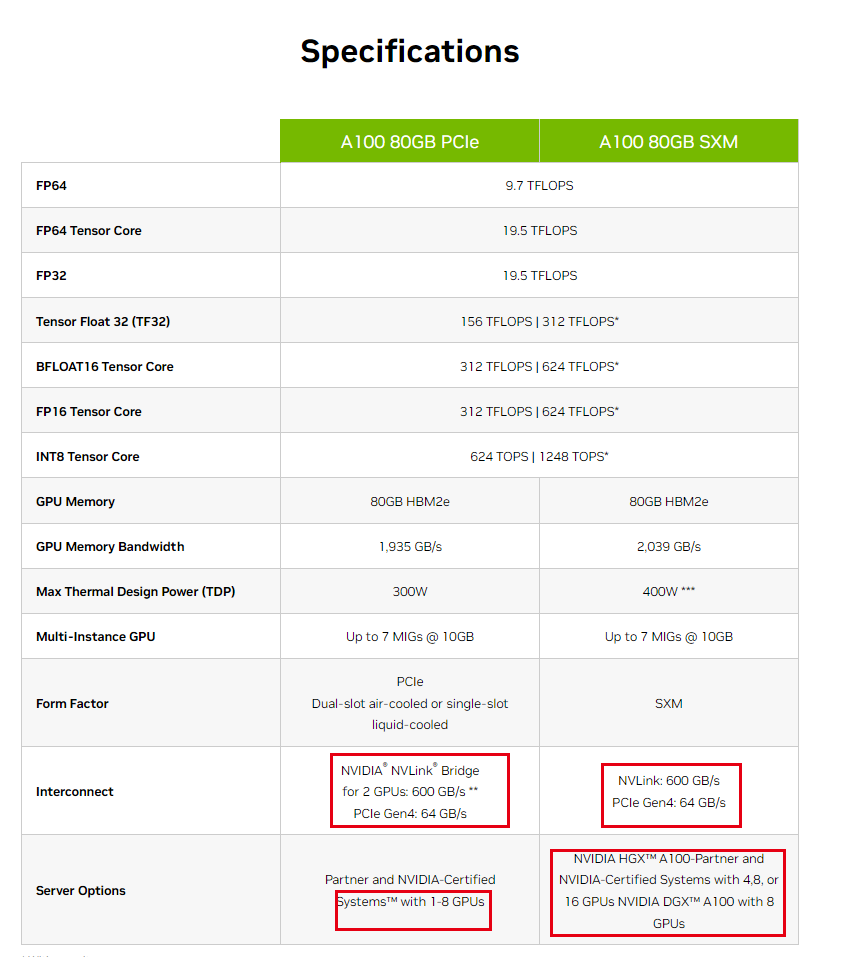 Specifications
A100 80GB PCIe
A100 80GB SXM
FP64
9.7 TFLOPS
FP64 Tensor Core
19.5 TFLOPS
FP32
19.5 TFLOPS
Tensor Float 32 (TF32)
156 TFLOPS | 312 TFLOPS*
BFLOAT16 Tensor Core
312 TFLOPS | 624 TFLOPS*
FP16 Tensor Core
312 TFLOPS | 624 TFLOPS*
INT8 Tensor Core
624 TOPS | 1248 TOPS*
GPU Memory
80GB HBM2e
80GB HBM2e
GPU Memory Bandwidth
1,935 GB/s
2,039 GB/s
Max Thermal Design Power (TDP)
300W
400W ***
Multi-Instance GPU
Up to 7 MIGs @ 10GB
Up to 7 MIGs @ 10GB
Form Factor
PCIe
Dual-slot air-cooled or single-slot
liquid-cooled
SXM
Interconnect
NVIDIA® NVLink® Bridge
for 2 GPUs: 600 GB/s **
PCIe Gen4: 64 GB/s
NVLink: 600 GB/s
PCIe Gen4: 64 GB/s
Server Options
Partner and NVIDIA-Certified
Systems™ with 1-8 GPUs
NVIDIA HGX™ A100-Partner and
NVIDIA-Certified Systems with 4,8, or
16 GPUs NVIDIA DGX™ A100 with 8
GPUs